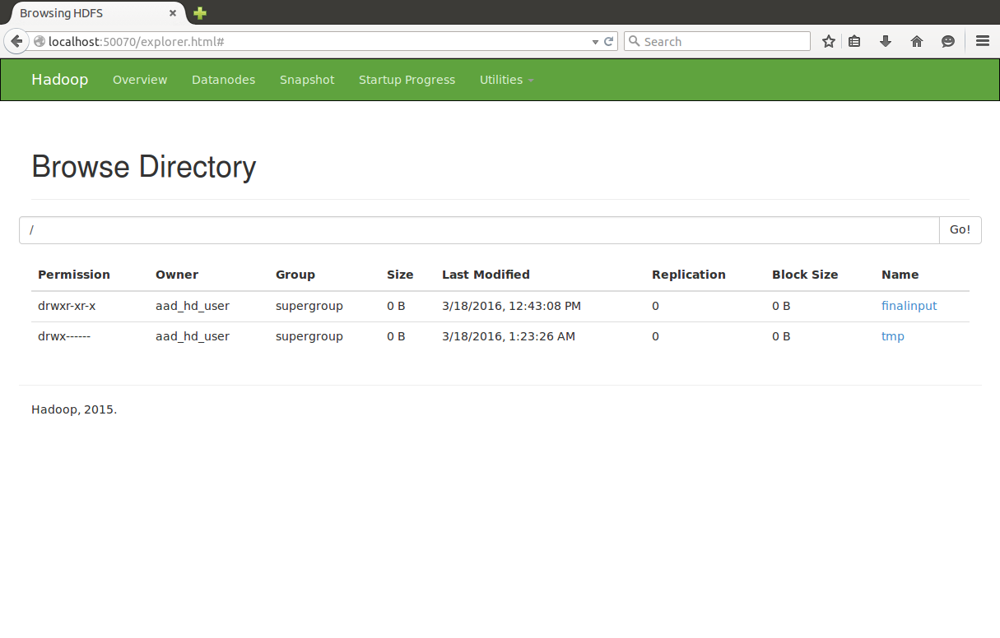 Browsing HDFS
localhost:50070/explorer.html#
Search
Hadoop Overview Datanodes Snapshot Startup Progress Utilities
Browse Directory
/ Go!
Permission Owner Group Size Last Modified Replication Block Size Name
drwxr-xr-x aad_hd_user supergroup 0 B 3/18/2016, 12:43:08 PM 0 0 B finalinput
drwx------ aad_hd_user supergroup 0 B 3/18/2016, 1:23:26 AM 0 0 B tmp
Hadoop, 2015.